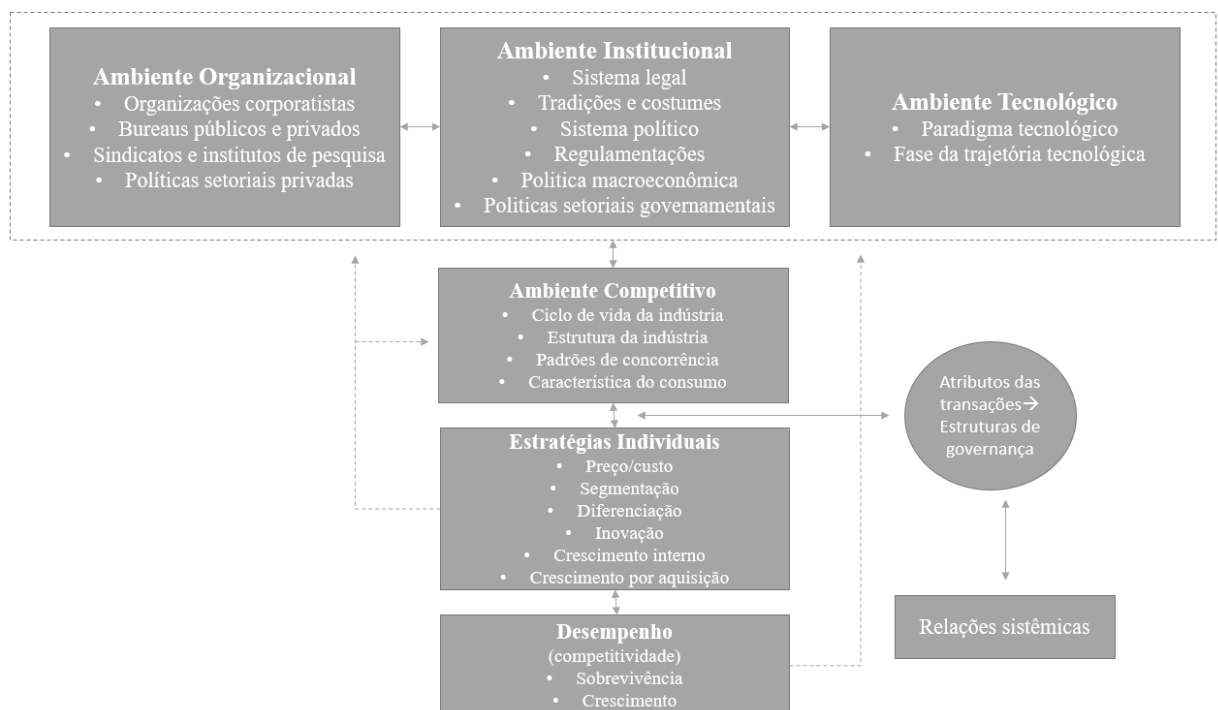 Ambiente Organizacional
• Organizações corporatistas
• Bureaus públicos e privados
• Sindicatos e institutos de pesquisa
• Políticas setoriais privadas
Ambiente Institucional
• Sistema legal
• Tradições e costumes
• Sistema político
• Regulamentações
• Politica macroeconômica
• Politicas setoriais governamentais
Ambiente Tecnológico
• Paradigma tecnológico
• Fase da trajetória tecnológica
Ambiente Competitivo
• Ciclo de vida da indústria
• Estrutura da indústria
• Padrões de concorrência
• Característica do consumo
Atributos das
transações→
Estruturas de
governança
Estratégias Individuais
• Preço/custo
• Segmentação
• Diferenciação
• Inovação
• Crescimento interno
• Crescimento por aquisição
Relações sistêmicas
Desempenho
(competitividade)
• Sobrevivência
• Crescimento